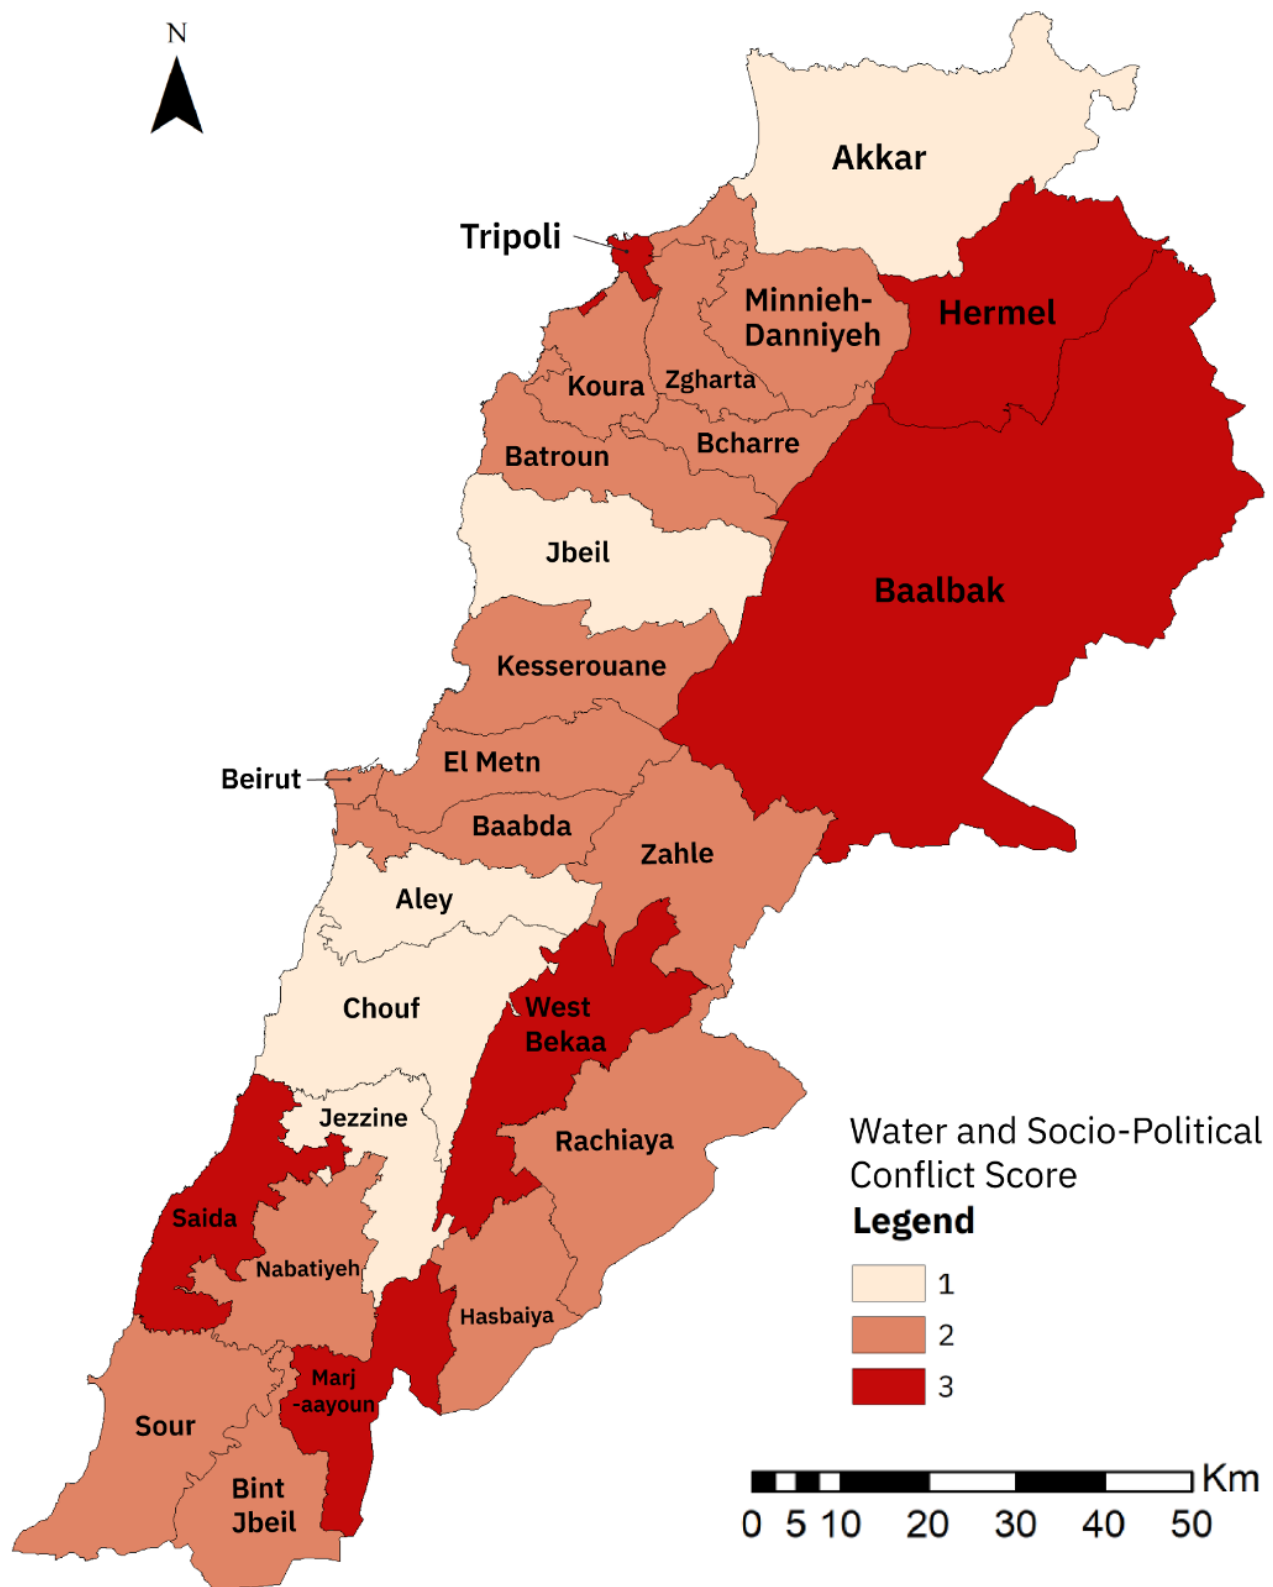 N
Akkar
Tripoli
Hermel
Minnieh-
Danniyeh
Koura
Zgharta
Bcharre
Batroun
Jbeil
Baalbak
Kesserouane
El Metn
Beirut
Baabda
Zahle
Aley
Chouf
West
Bekaa
Jezzine
Rachiaya
Saida
Nabatiyeh
Hasbaiya
Marj
-aayoun
Sour
Bint
Jbeil
Water and Socio-Political
Conflict Score
Legend
1
2
3
Km
0 5 10 20 30 40 50